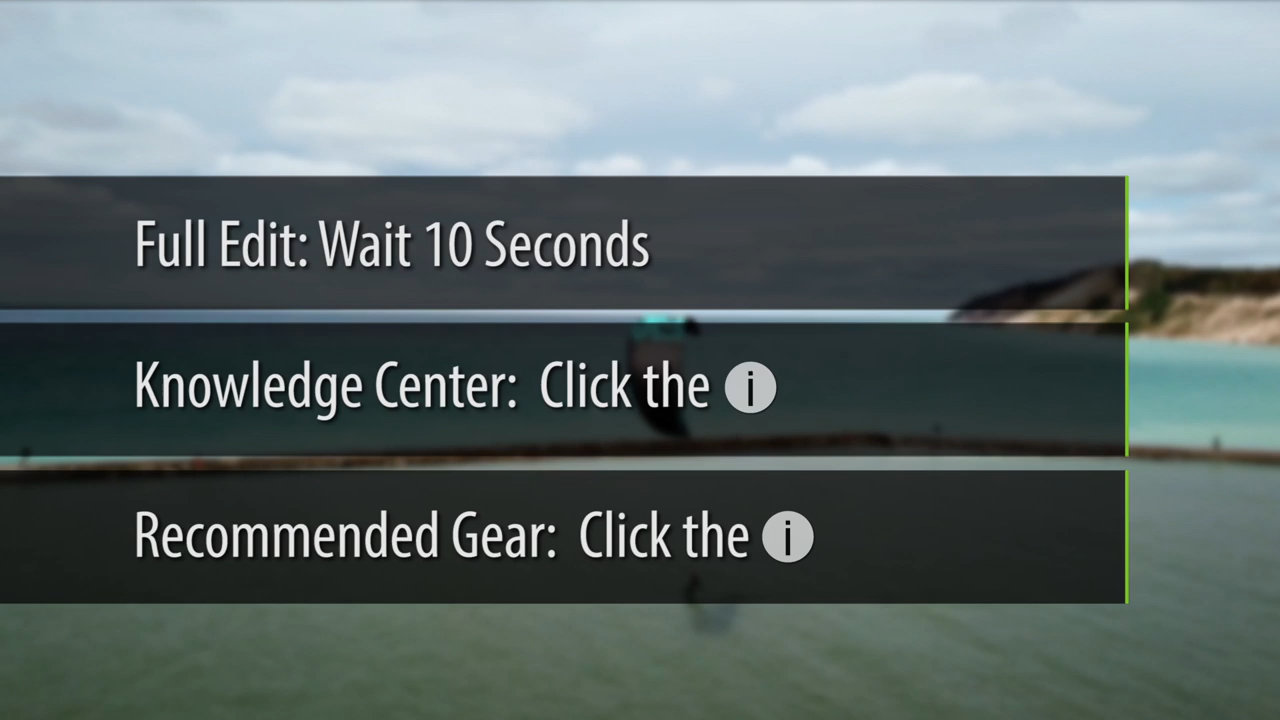 Full Edit: Wait 10 Seconds
Knowledge Center: Click the i
Recommended Gear: Click the i